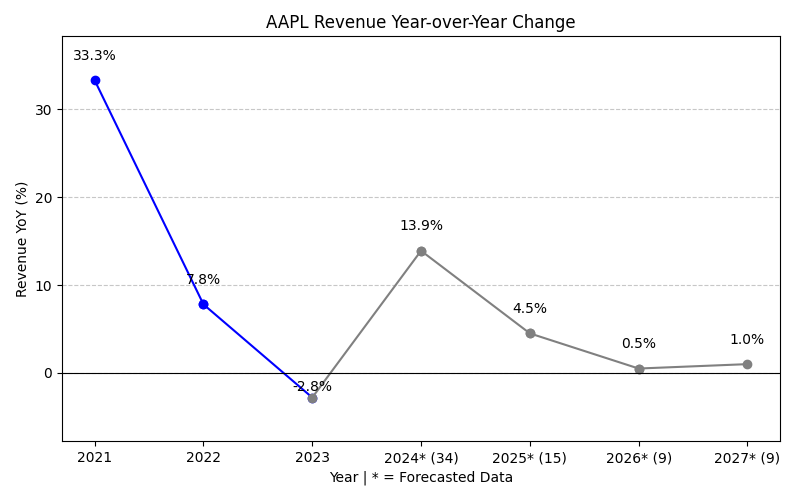 AAPL Revenue Year-over-Year Change
33.3%
7.8%
-2.8%
13.9%
4.5%
0.5%
1.0%
Revenue YoY (%)
30
20
10
0
2021 2022 2023 2024* (34) 2025* (15) 2026* (9) 2027* (9)
Year | * = Forecasted Data